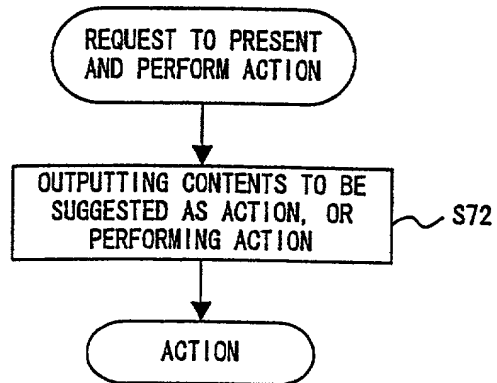 REQUEST TO PRESENT
AND PERFORM ACTION
OUTPUTTING CONTENTS TO BE
SUGGESTED AS ACTION, OR
PERFORMING ACTION
S72
ACTION